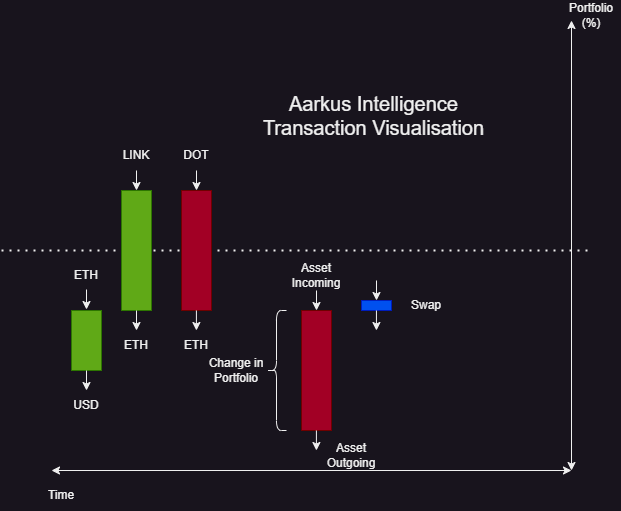 Portfolio
(%)
Aarkus Intelligence
Transaction Visualisation
LINK
DOT
ETH
Asset
Incoming
Swap
ETH
ETH
Change in
Portfolio
USD
Asset
Outgoing
Time